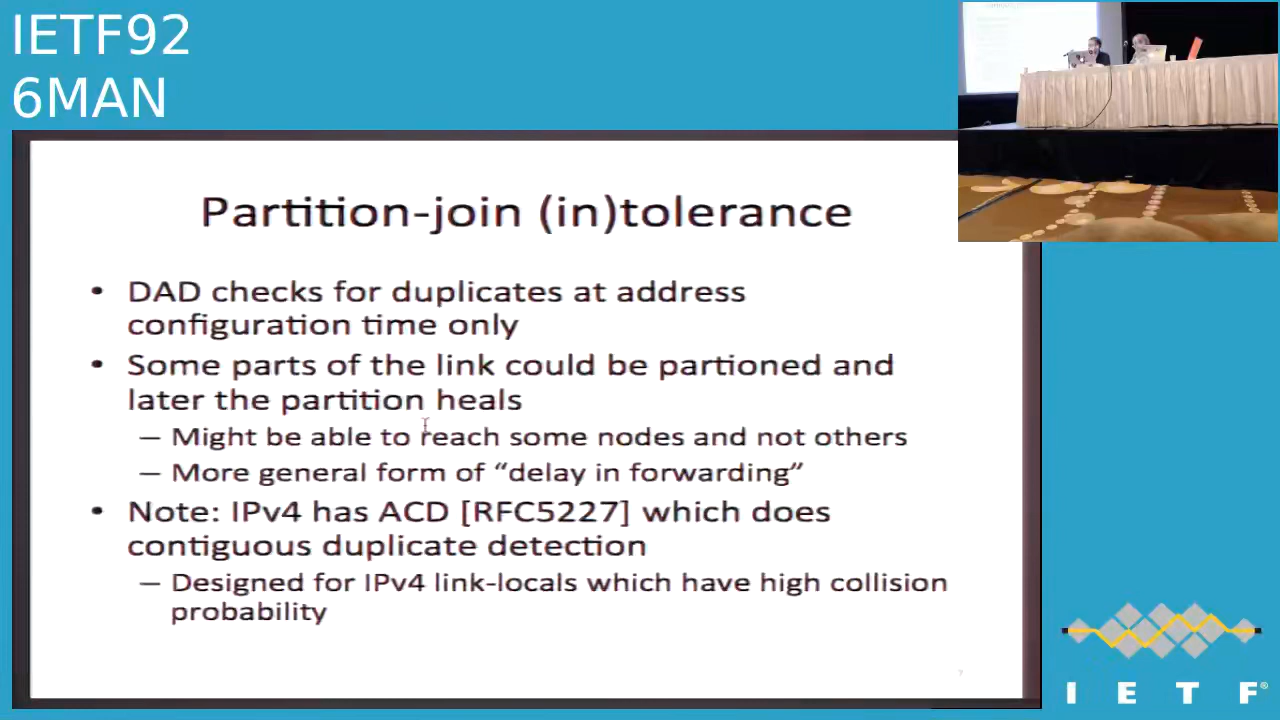 IETF92
6MAN
Partition-join (in)tolerance
• DAD checks for duplicates at address
configuration time only
• Some parts of the link could be partioned and
later the partition heals
– Might be able to reach some nodes and not others
– More general form of “delay in forwarding”
• Note: IPv4 has ACD [RFC5227] which does
contiguous duplicate detection
– Designed for IPv4 link-locals which have high collision
probability
I E T F®